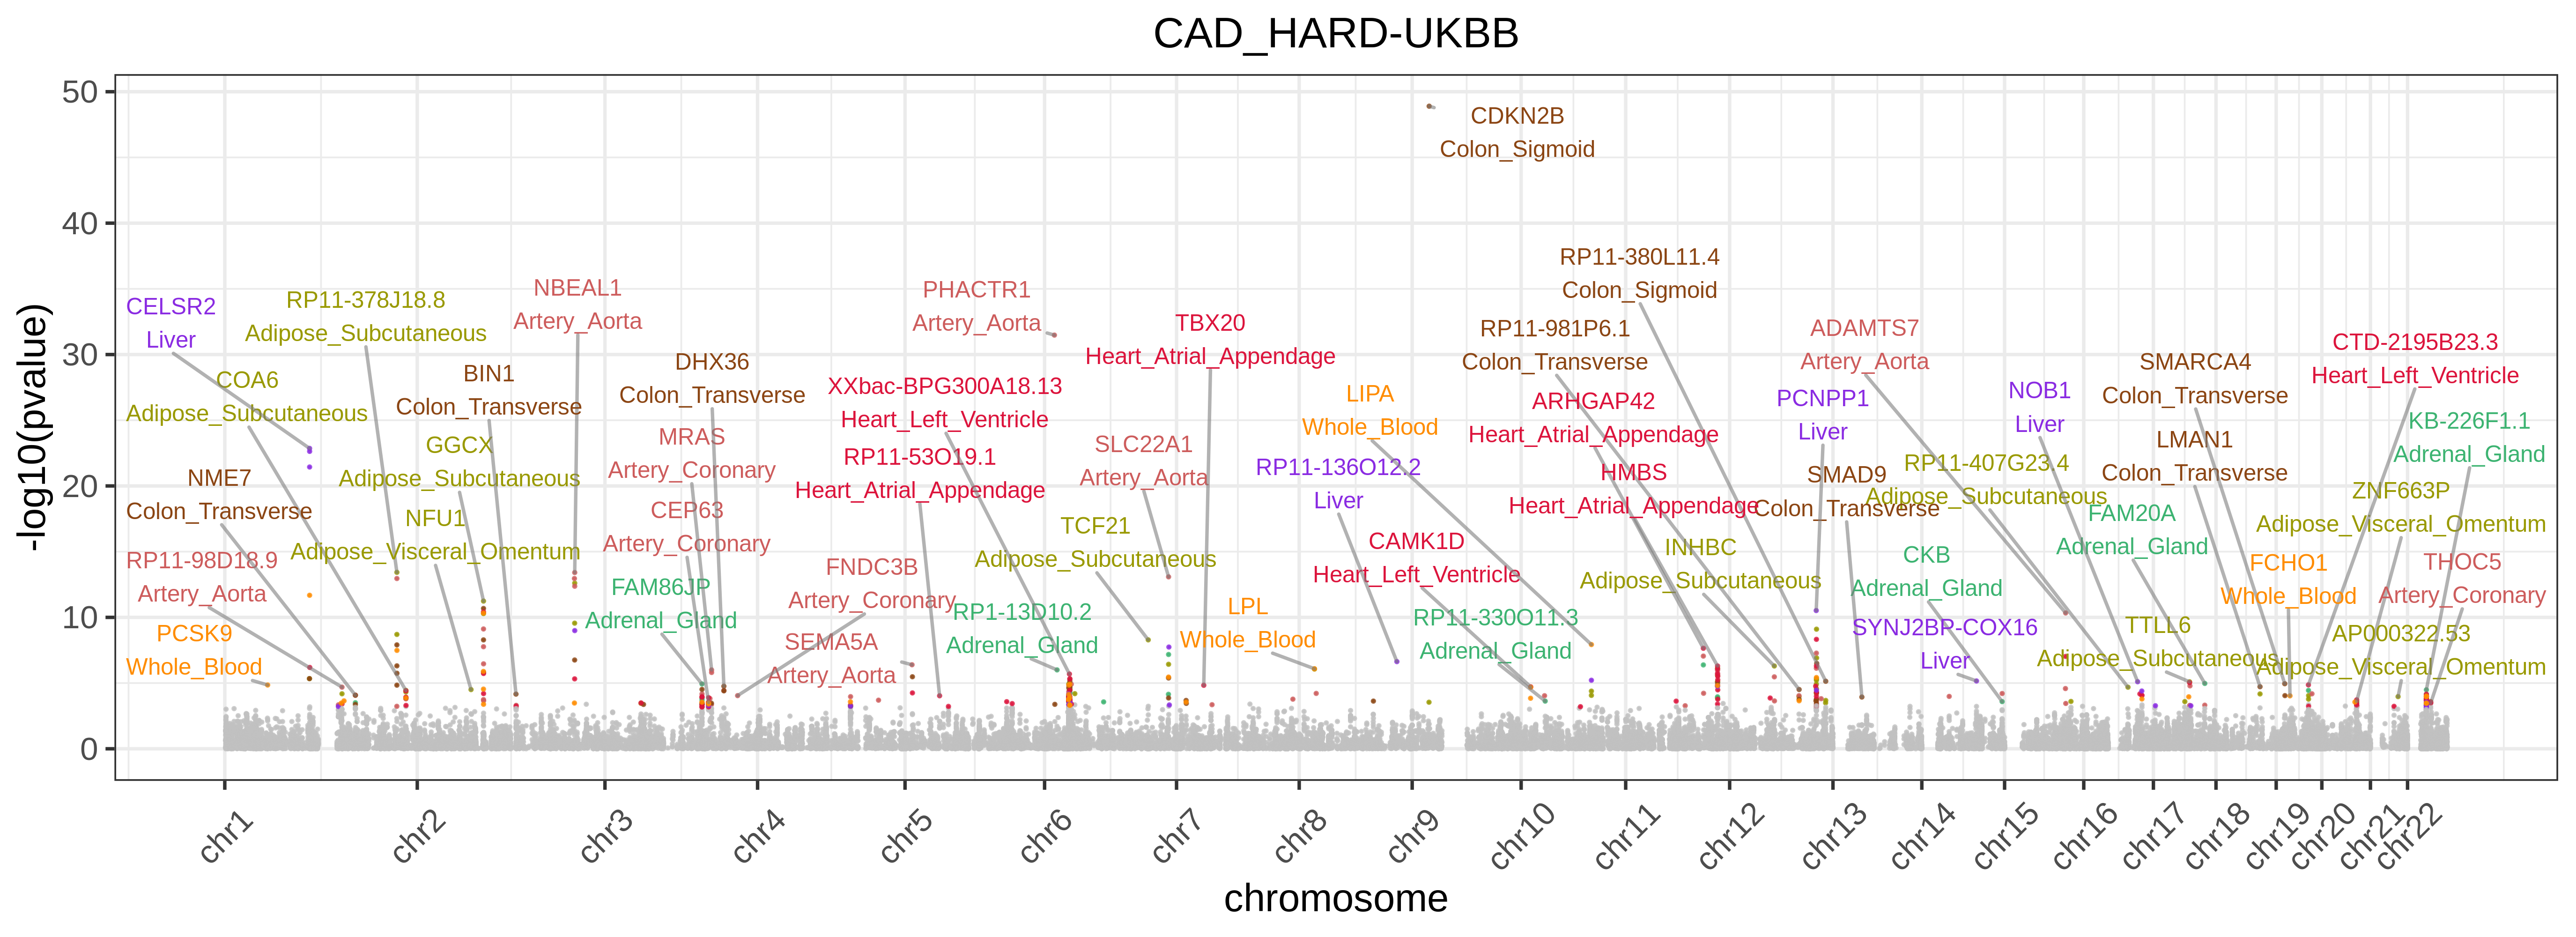 CAD_HARD-UKBB
-log10(pvalue)
50
40
30
20
10
0
CDKN2B
Colon_Sigmoid
RP11-380L11.4
Colon_Sigmoid
CELSR2
Liver
RP11-378J18.8
Adipose_Subcutaneous
NBEAL1
Artery_Aorta
PHACTR1
Artery_Aorta
TBX20
Heart_Atrial_Appendage
RP11-981P6.1
Colon_Transverse
ADAMTS7
Artery_Aorta
CTD-2195B23.3
Heart_Left_Ventricle
COA6
Adipose_Subcutaneous
BIN1
Colon_Transverse
DHX36
Colon_Transverse
XXbac-BPG300A18.13
Heart_Left_Ventricle
LIPA
Whole_Blood
ARHGAP42
Heart_Atrial_Appendage
PCNPP1
Liver
NOB1
Liver
SMARCA4
Colon_Transverse
KB-226F1.1
Adrenal_Gland
GGCX
Adipose_Subcutaneous
MRAS
Artery_Coronary
RP11-53O19.1
Heart_Atrial_Appendage
SLC22A1
Artery_Aorta
RP11-136O12.2
Liver
HMBS
Heart_Atrial_Appendage
SMAD9
Colon_Transverse
RP11-407G23.4
Adipose_Subcutaneous
LMAN1
Colon_Transverse
ZNF663P
Adipose_Visceral_Omentum
NME7
Colon_Transverse
NFU1
Adipose_Visceral_Omentum
CEP63
Artery_Coronary
TCF21
Adipose_Subcutaneous
CAMK1D
Heart_Left_Ventricle
INHBC
Adipose_Subcutaneous
CKB
Adrenal_Gland
FAM20A
Adrenal_Gland
FCHO1
Whole_Blood
THOC5
Artery_Coronary
RP11-98D18.9
Artery_Aorta
FAM86JP
Adrenal_Gland
FNDC3B
Artery_Coronary
RP1-13D10.2
Adrenal_Gland
LPL
Whole_Blood
RP11-330O11.3
Adrenal_Gland
SYNJ2BP-COX16
Liver
TTLL6
Adipose_Subcutaneous
AP000322.53
Adipose_Visceral_Omentum
PCSK9
Whole_Blood
SEMA5A
Artery_Aorta
chr1
chr2
chr3
chr4
chr5
chr6
chr7
chr8
chr9
chr10
chr11
chr12
chr13
chr14
chr15
chr16
chr17
chr18
chr19
chr20
chr21
chr22
chromosome